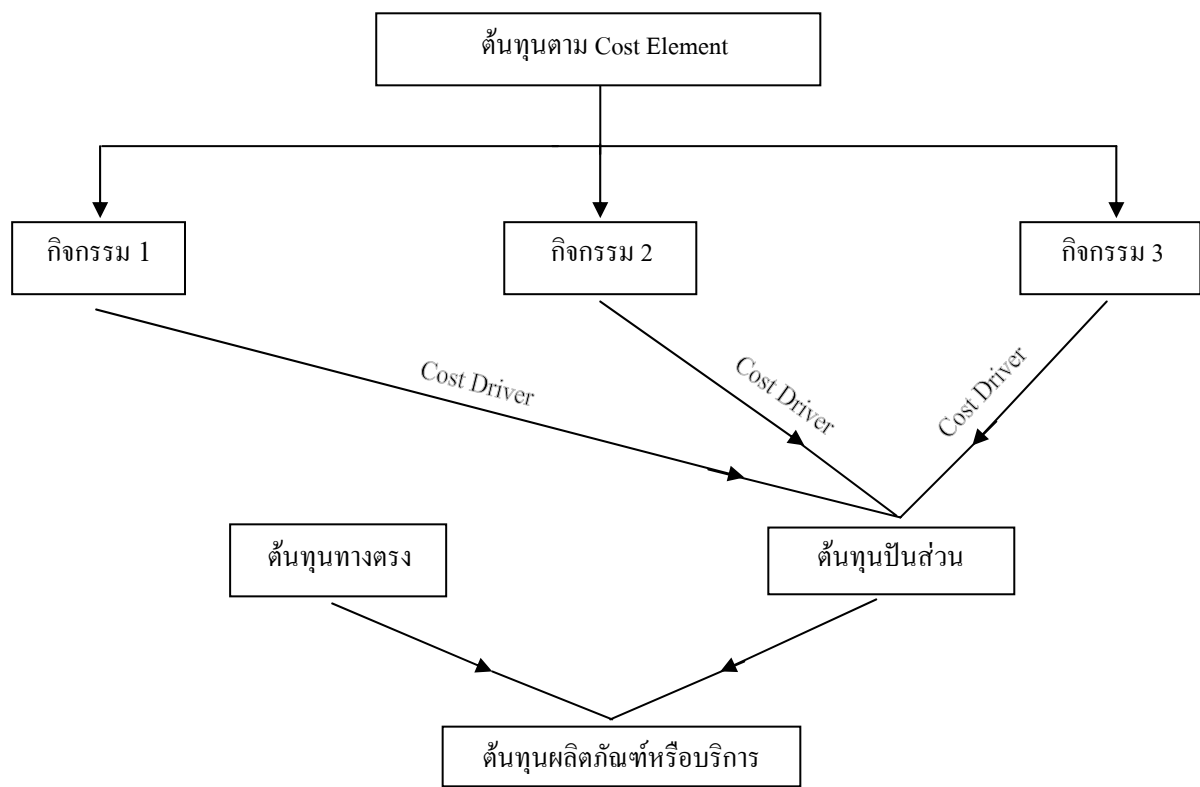 ต้นทุนตาม Cost Element
กิจกรรม 1
กิจกรรม 2
กิจกรรม 3
Cost Driver
Cost Driver
Cost Driver
ต้นทุนทางตรง
ต้นทุนปันส่วน
ต้นทุนผลิตภัณฑ์หรือบริการ